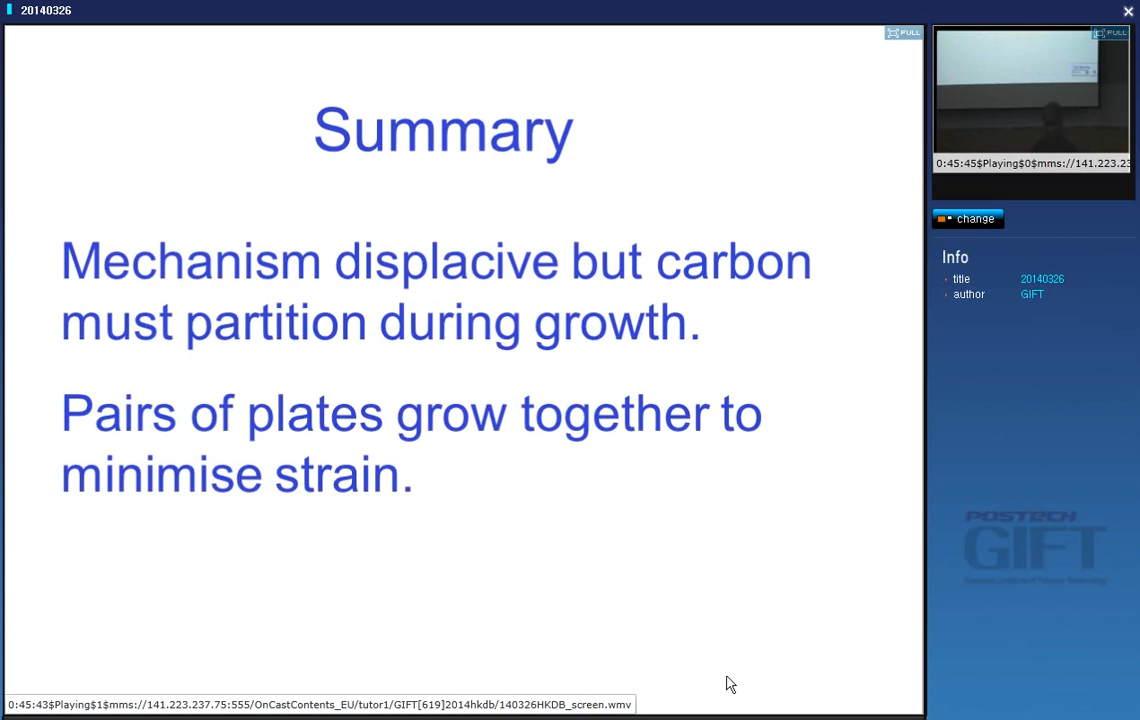 20140326
FULL
FULL
Summary
Mechanism displacive but carbon
must partition during growth.
Pairs of plates grow together to
minimise strain.
0:45:45$Playing$0$mms://141.223.23
change
Info
title 20140326
author GIFT
POSTECH
GIFT
0:45:43$Playing$1$mms://141.223.237.75:555/OnCastContents_EU/tutor1/GIFT[619]2014hkdb/140326HKDB_screen.wmv